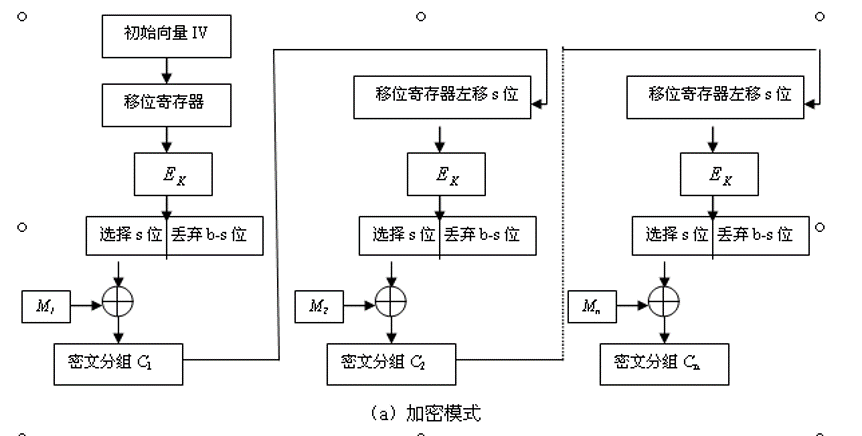 初始向量 IV
移位寄存器
移位寄存器左移 s 位
移位寄存器左移 s 位
E_K
E_K
E_K
选择 s 位 丢弃 b-s 位
选择 s 位 丢弃 b-s 位
选择 s 位 丢弃 b-s 位
M_1
M_2
M_n
密文分组 C_1
密文分组 C_2
密文分组 C_n
（a）加密模式